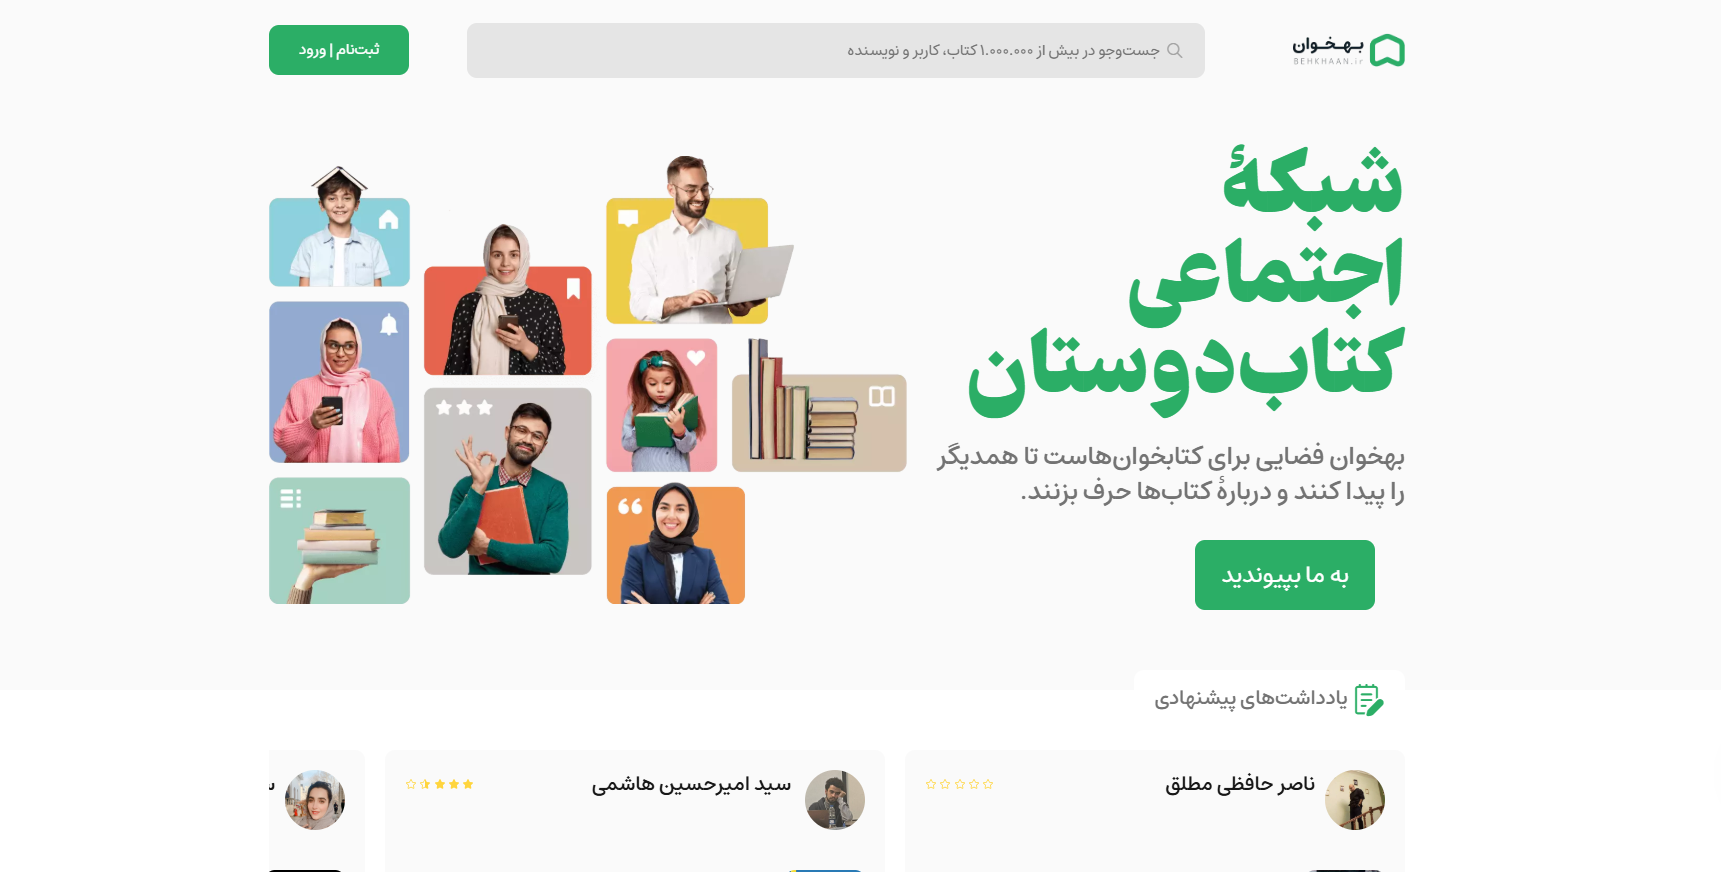 بهخوان
BEHKHAAN.ir
جست‌وجو در بیش از ۱.۰۰۰.۰۰۰ کتاب، کاربر و نویسنده
ثبت‌نام | ورود
شبکهٔ
اجتماعی
کتاب‌دوستان
بهخوان فضایی برای کتابخوان‌هاست تا همدیگر
را پیدا کنند و دربارهٔ کتاب‌ها حرف بزنند.
به ما بپیوندید
یادداشت‌های پیشنهادی
ناصر حافظی مطلق
سید امیرحسین هاشمی